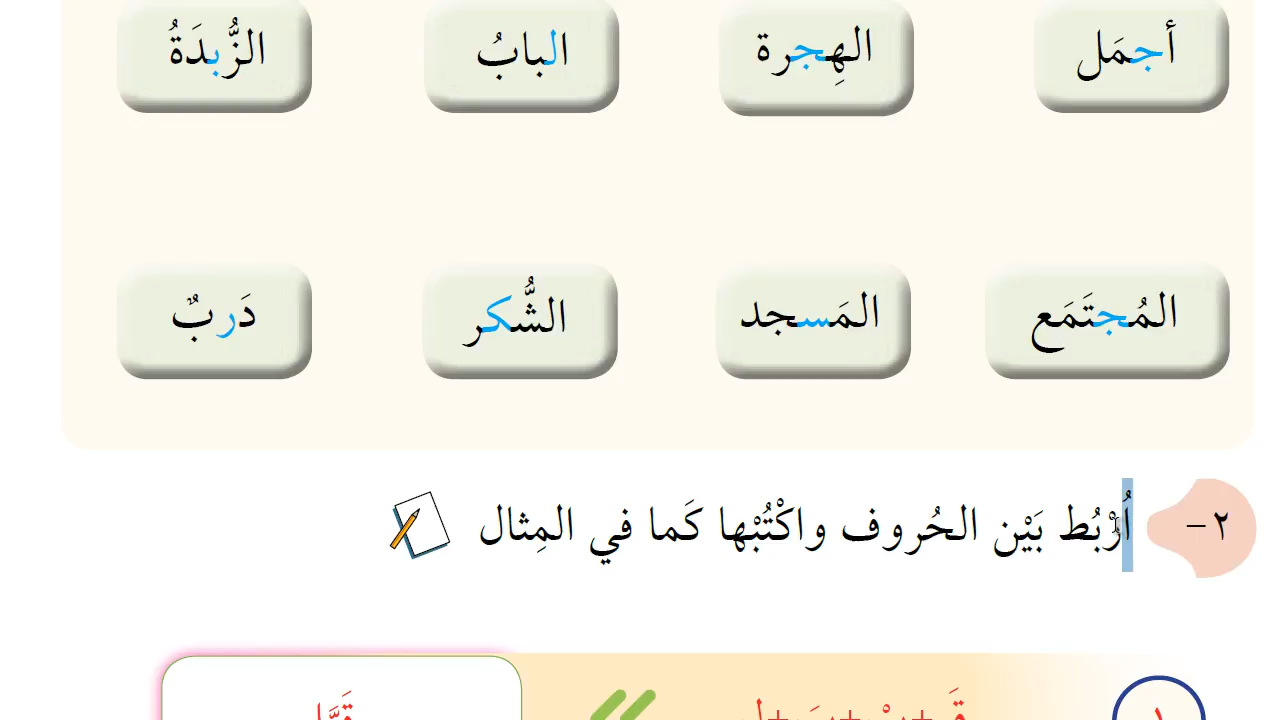 أجمَل الهِجرة البابُ الزُّبدَةُ
المُجتَمَع المَسجد الشُّكر دَربٌ
٢- اُرْبُط بَيْن الحُروف واكْتُبْها كَما في المِثال